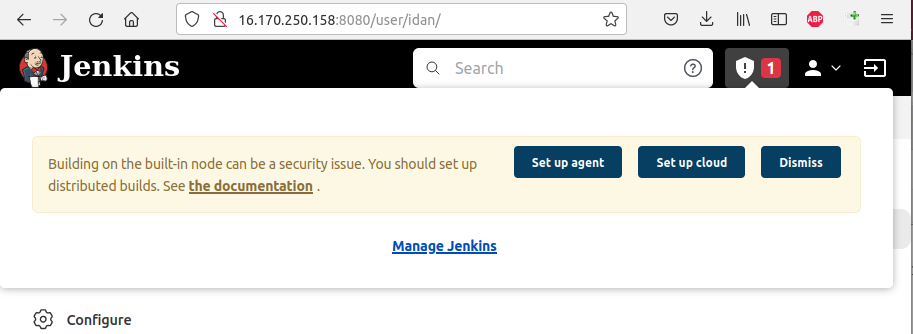 16.170.250.158:8080/user/idan/
ABP
Jenkins
Search
1
Building on the built-in node can be a security issue. You should set up
distributed builds. See the documentation .
Set up agent
Set up cloud
Dismiss
Manage Jenkins
Configure